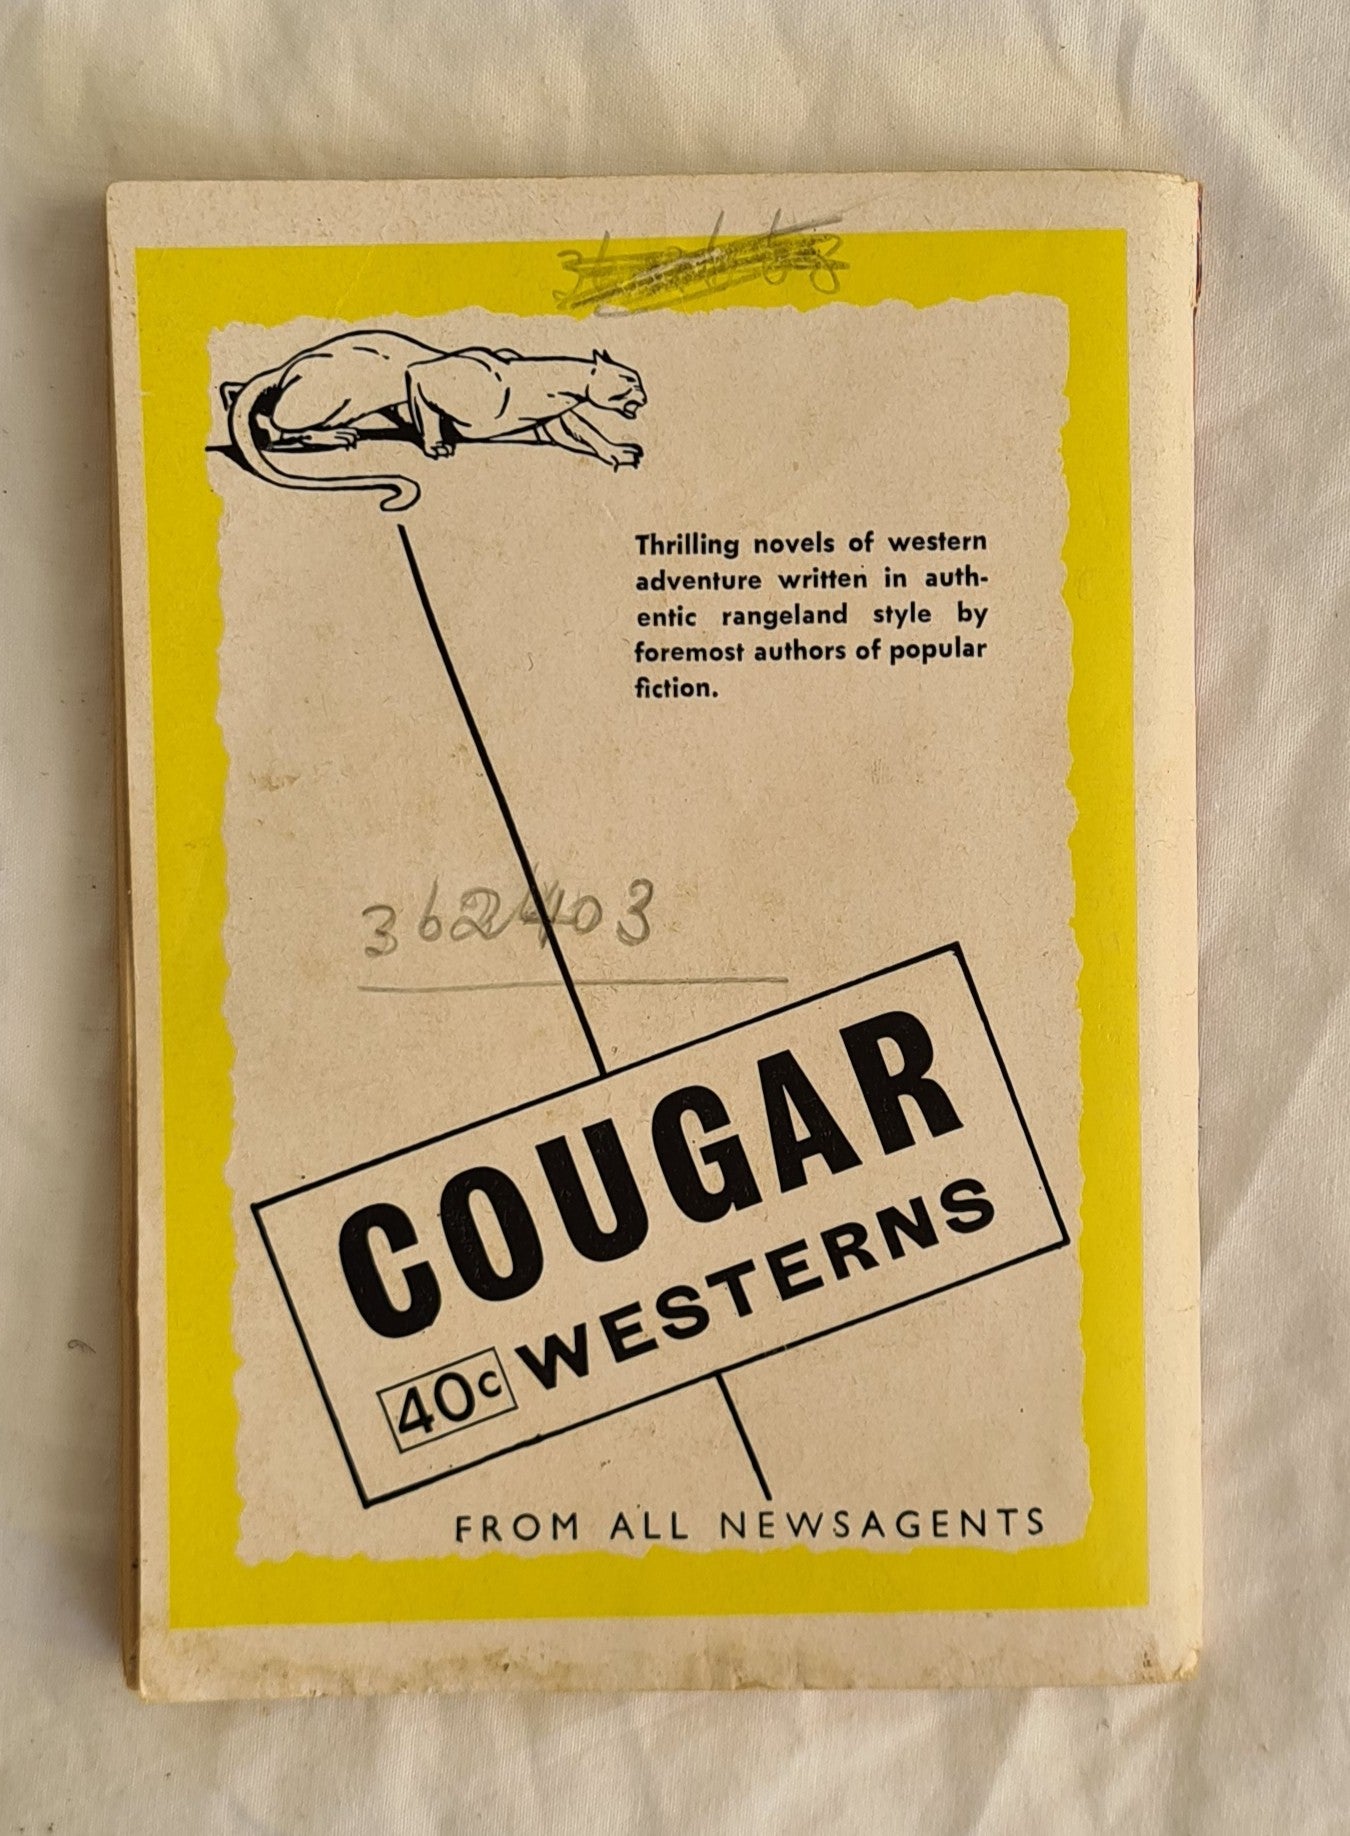 Thrilling novels of western
adventure written in auth-
entic rangeland style by
foremost authors of popular
fiction.
362403
COUGAR
40c WESTERNS
FROM ALL NEWSAGENTS